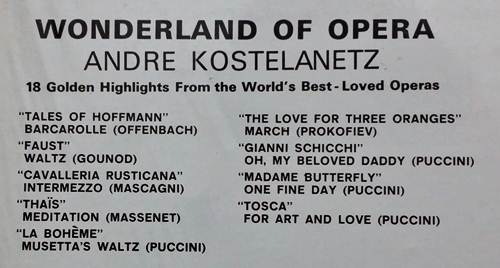 WONDERLAND OF OPERA
ANDRE KOSTELANETZ
18 Golden Highlights From the World's Best-Loved Operas
"TALES OF HOFFMANN"
BARCAROLLE (OFFENBACH)
"FAUST"
WALTZ (GOUNOD)
"CAVALLERIA RUSTICANA"
INTERMEZZO (MASCAGNI)
"THAÏS"
MEDITATION (MASSENET)
"LA BOHÈME"
MUSETTA'S WALTZ (PUCCINI)
"THE LOVE FOR THREE ORANGES"
MARCH (PROKOFIEV)
"GIANNI SCHICCHI"
OH, MY BELOVED DADDY (PUCCINI)
"MADAME BUTTERFLY"
ONE FINE DAY (PUCCINI)
"TOSCA"
FOR ART AND LOVE (PUCCINI)